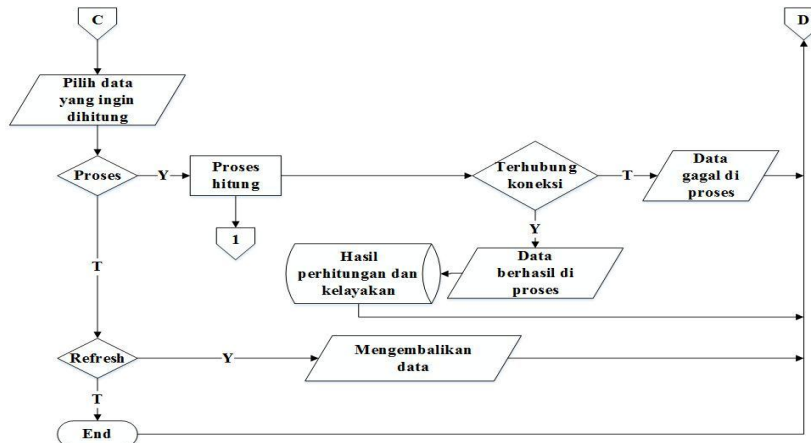 C
D
Pilih data
yang ingin
dihitung
Proses
Y
Proses
hitung
Terhubung
koneksi
T
Data
gagal di
proses
1
Y
T
Hasil
perhitungan dan
kelayakan
Data
berhasil di
proses
Refresh
Y
Mengembalikan
data
T
End